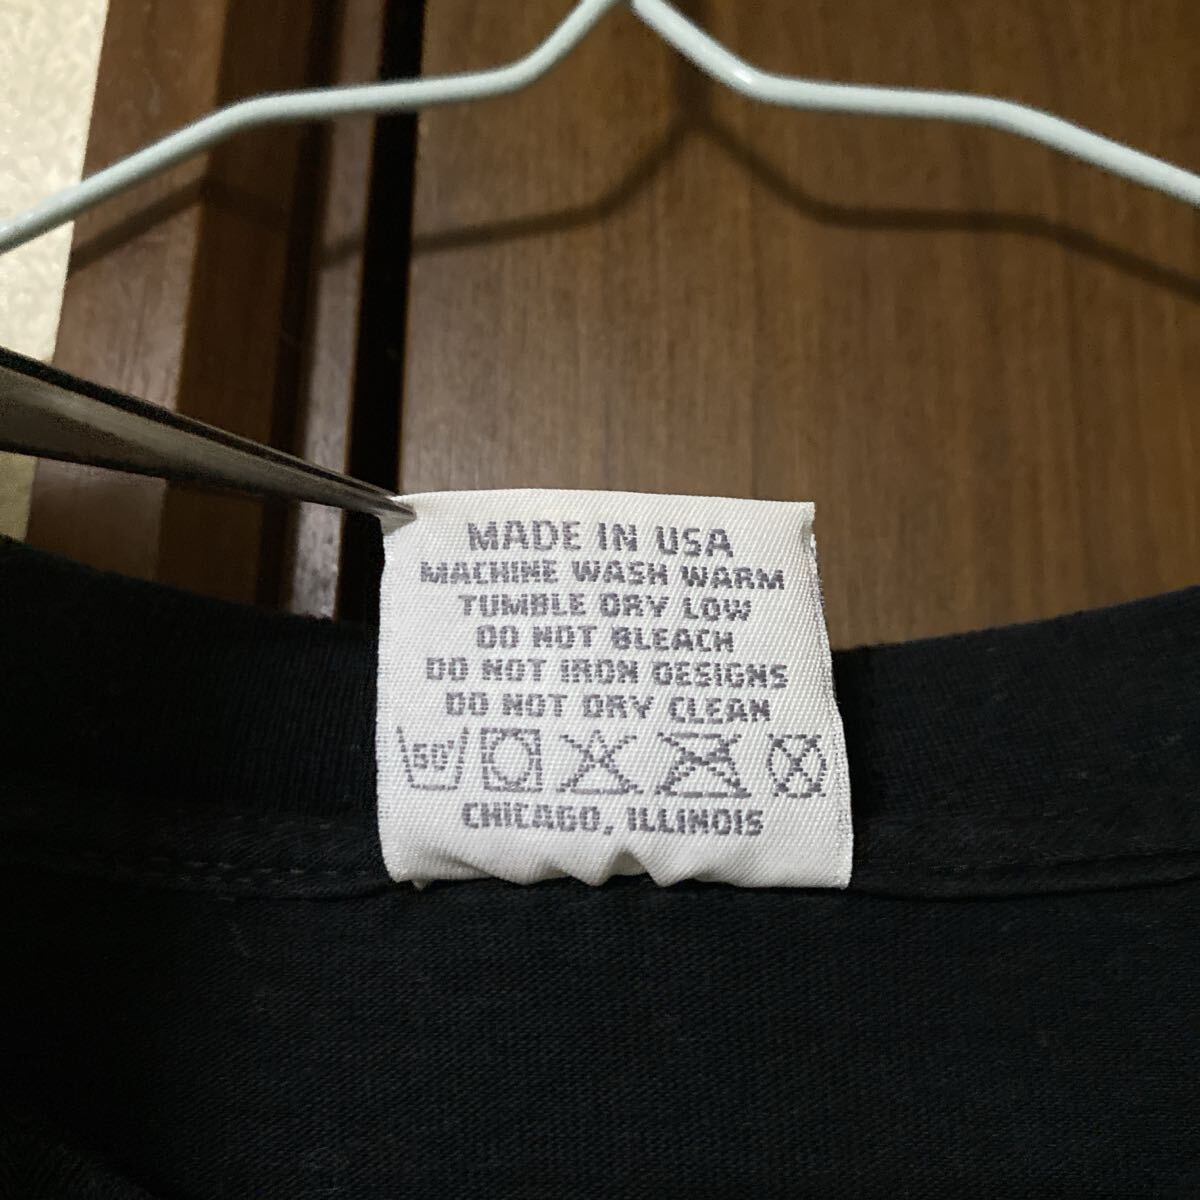 MADE IN USA
MACHINE WASH WARM
TUMBLE DRY LOW
DO NOT BLEACH
DO NOT IRON DESIGNS
DO NOT DRY CLEAN
50°
CHICAGO, ILLINOIS